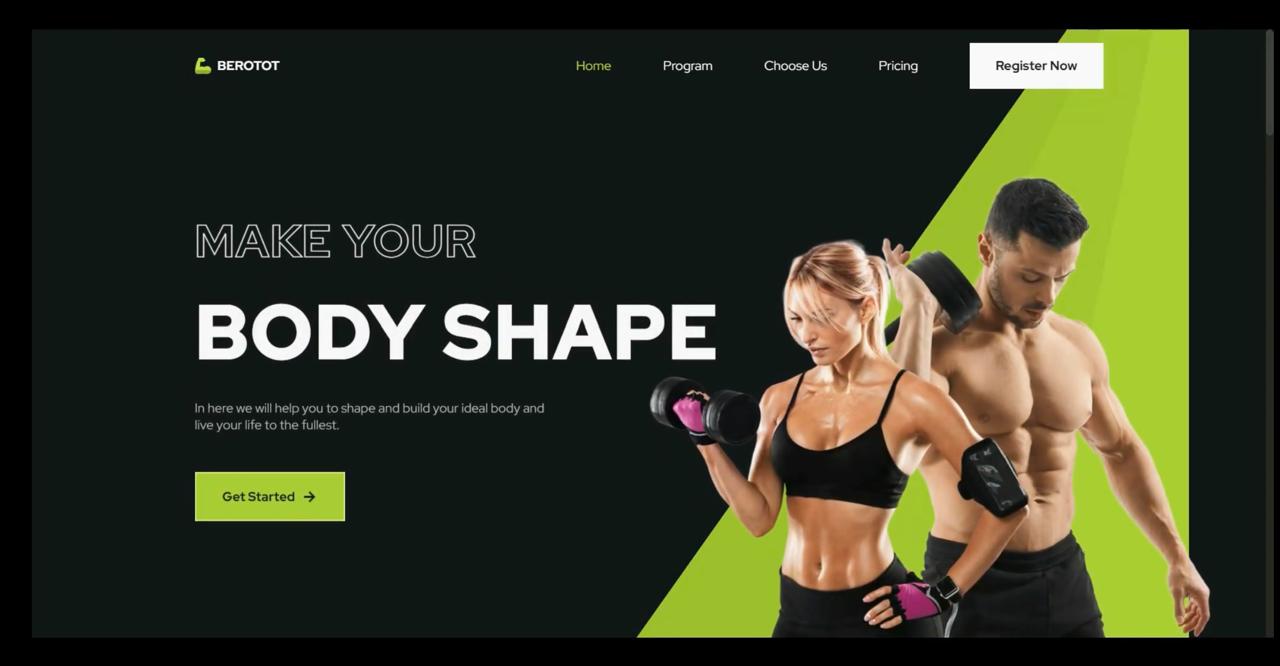 BEROTOT
Home
Program
Choose Us
Pricing
Register Now
MAKE YOUR
BODY SHAPE
In here we will help you to shape and build your ideal body and
live your life to the fullest.
Get Started